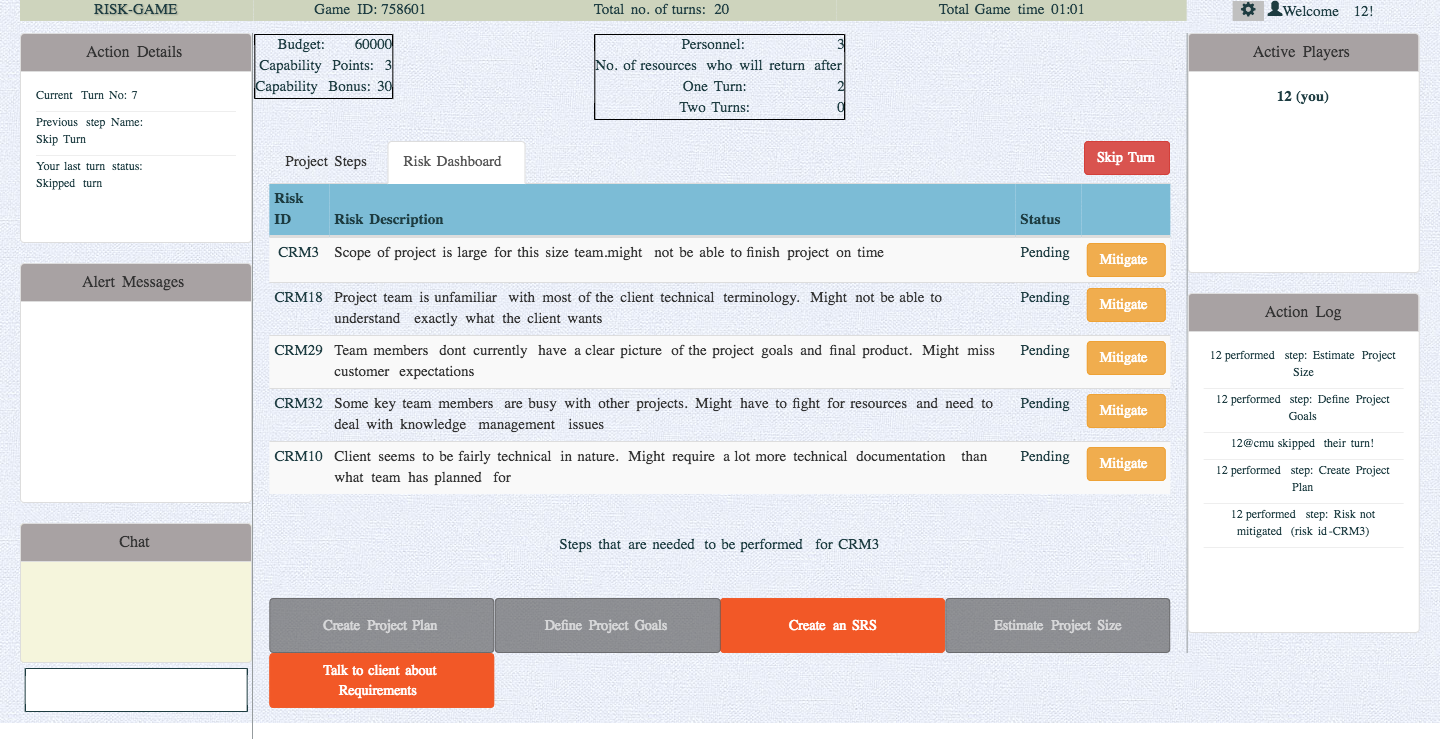 RISK-GAME
Game ID: 758601
Total no. of turns: 20
Total Game time 01:01
Welcome 12!
Action Details
Current Turn No: 7
Previous step Name:
Skip Turn
Your last turn status:
Skipped turn
Alert Messages
Chat
Budget: 60000
Capability Points: 3
Capability Bonus: 30
Personnel: 3
No. of resources who will return after
One Turn: 2
Two Turns: 0
Project Steps
Risk Dashboard
Skip Turn
Risk
ID Risk Description Status
CRM3 Scope of project is large for this size team.might not be able to finish project on time Pending Mitigate
CRM18 Project team is unfamiliar with most of the client technical terminology. Might not be able to Pending Mitigate
understand exactly what the client wants
CRM29 Team members dont currently have a clear picture of the project goals and final product. Might miss Pending Mitigate
customer expectations
CRM32 Some key team members are busy with other projects. Might have to fight for resources and need to Pending Mitigate
deal with knowledge management issues
CRM10 Client seems to be fairly technical in nature. Might require a lot more technical documentation than Pending Mitigate
what team has planned for
Steps that are needed to be performed for CRM3
Create Project Plan
Define Project Goals
Create an SRS
Estimate Project Size
Talk to client about
Requirements
Active Players
12 (you)
Action Log
12 performed step: Estimate Project
Size
12 performed step: Define Project
Goals
12@cmu skipped their turn!
12 performed step: Create Project
Plan
12 performed step: Risk not
mitigated (risk id-CRM3)